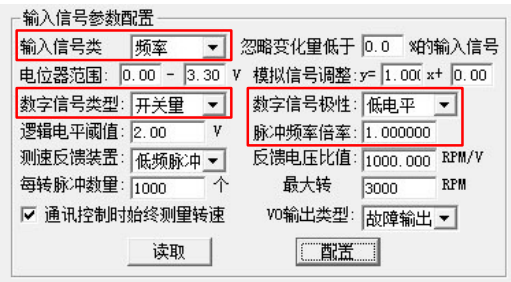 输入信号参数配置
输入信号类 频率 忽略变化量低于 0.0 %的输入信号
电位器范围: 0.00 - 3.30 V 模拟信号调整: y= 1.00( x+ 0.00
数字信号类型: 开关量 数字信号极性: 低电平
逻辑电平阈值: 2.00 V 脉冲频率倍率: 1.000000
测速反馈装置: 低频脉冲 反馈电压比值: 1000.000 RPM/V
每转脉冲数量: 1000 个 最大转 3000 RPM
通讯控制时始终测量转速 VO输出类型: 故障输出
读取 配置